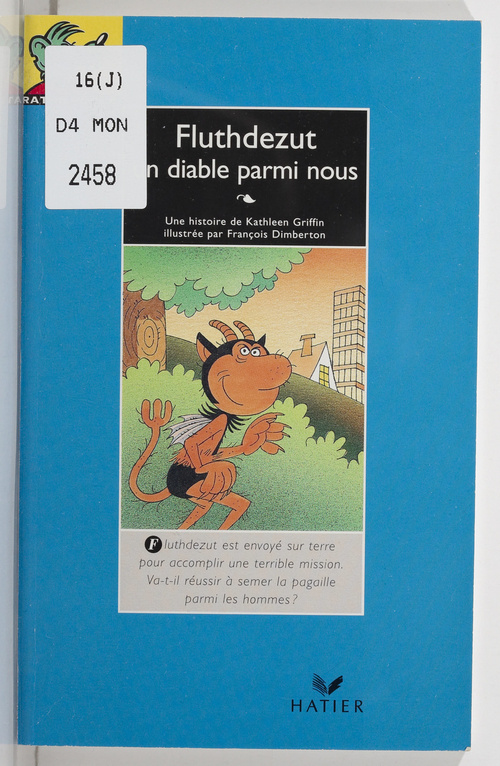 RAT
16(J)
D4 MON
2458
Fluthdezut
n diable parmi nous
Une histoire de Kathleen Griffin
illustrée par François Dimberton
Fluthdezut est envoyé sur terre
pour accomplir une terrible mission.
Va-t-il réussir à semer la pagaille
parmi les hommes ?
HATIER